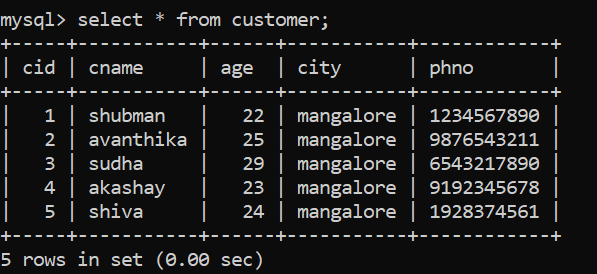 mysql> select * from customer;
+-----+-----------+------+-----------+------------+
| cid | cname     | age  | city      | phno       |
+-----+-----------+------+-----------+------------+
|   1 | shubman   |   22 | mangalore | 1234567890 |
|   2 | avanthika |   25 | mangalore | 9876543211 |
|   3 | sudha     |   29 | mangalore | 6543217890 |
|   4 | akashay   |   23 | mangalore | 9192345678 |
|   5 | shiva     |   24 | mangalore | 1928374561 |
+-----+-----------+------+-----------+------------+
5 rows in set (0.00 sec)